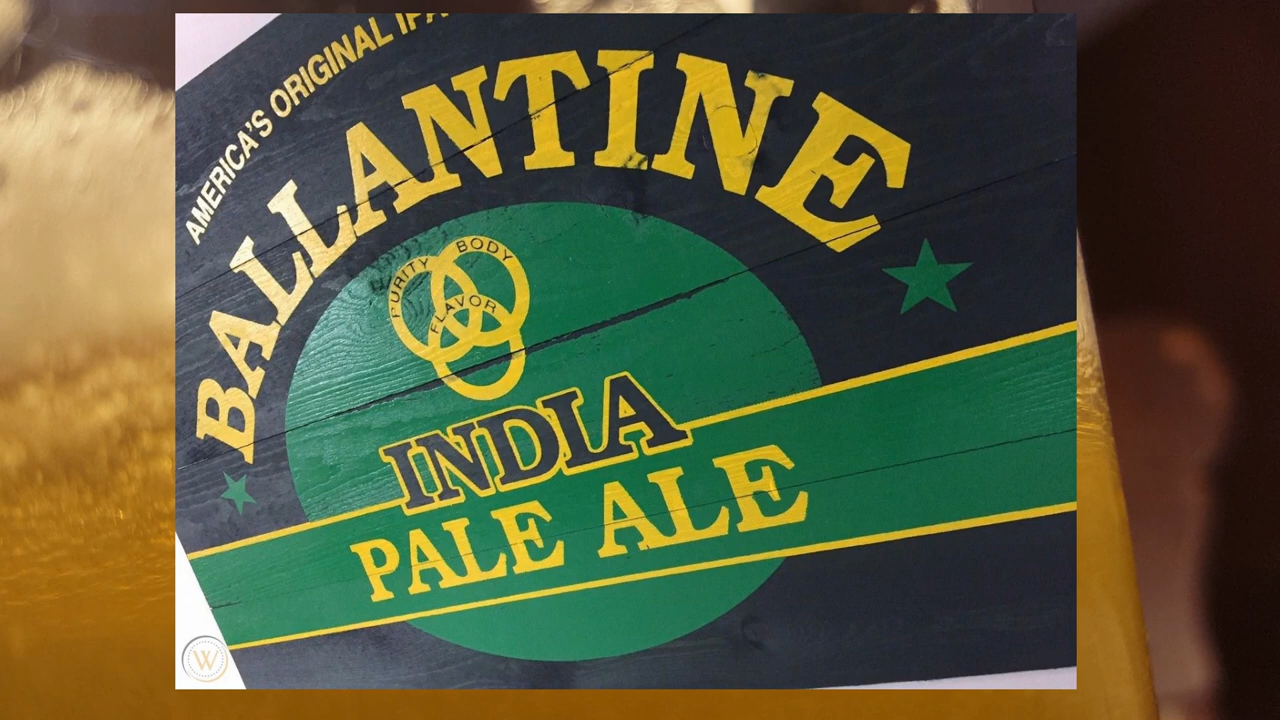 AMERICA'S ORIGINAL IPA
BALLANTINE
PURITY BODY
FLAVOR
INDIA
PALE ALE
W